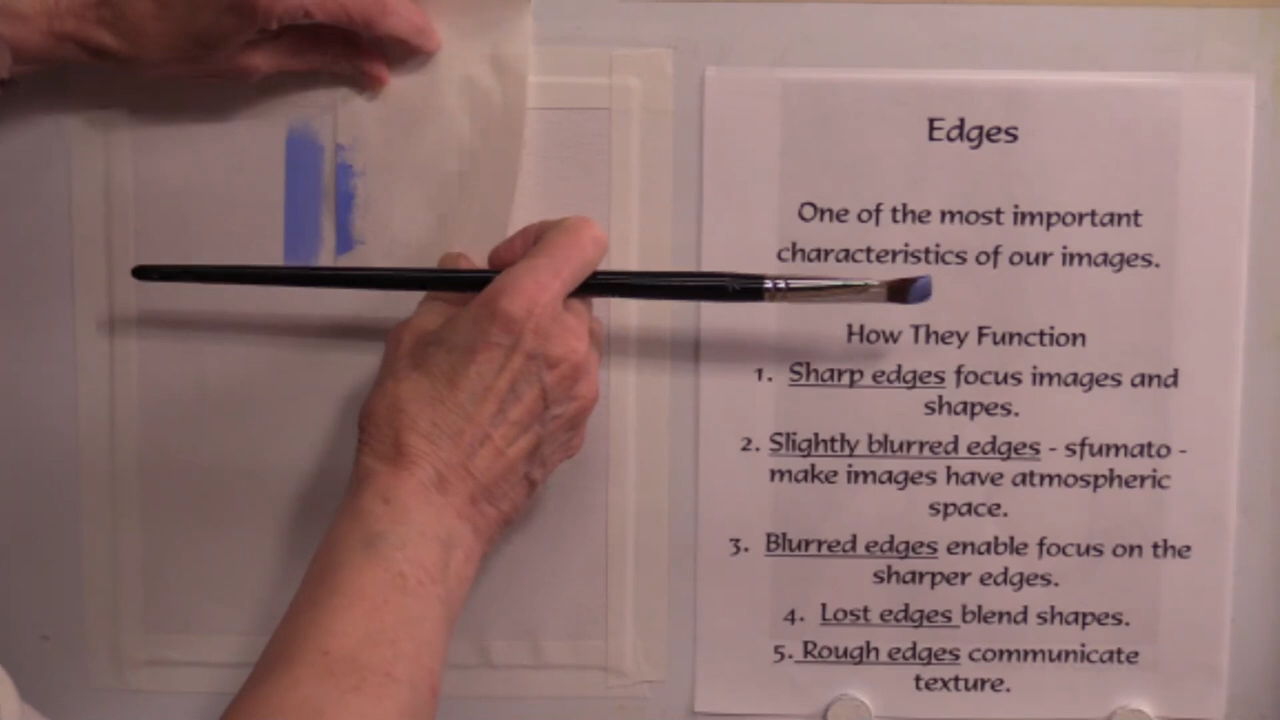 Edges
One of the most important
characteristics of our images.
How They Function
1. Sharp edges focus images and
shapes.
2. Slightly blurred edges - sfumato -
make images have atmospheric
space.
3. Blurred edges enable focus on the
sharper edges.
4. Lost edges blend shapes.
5. Rough edges communicate
texture.